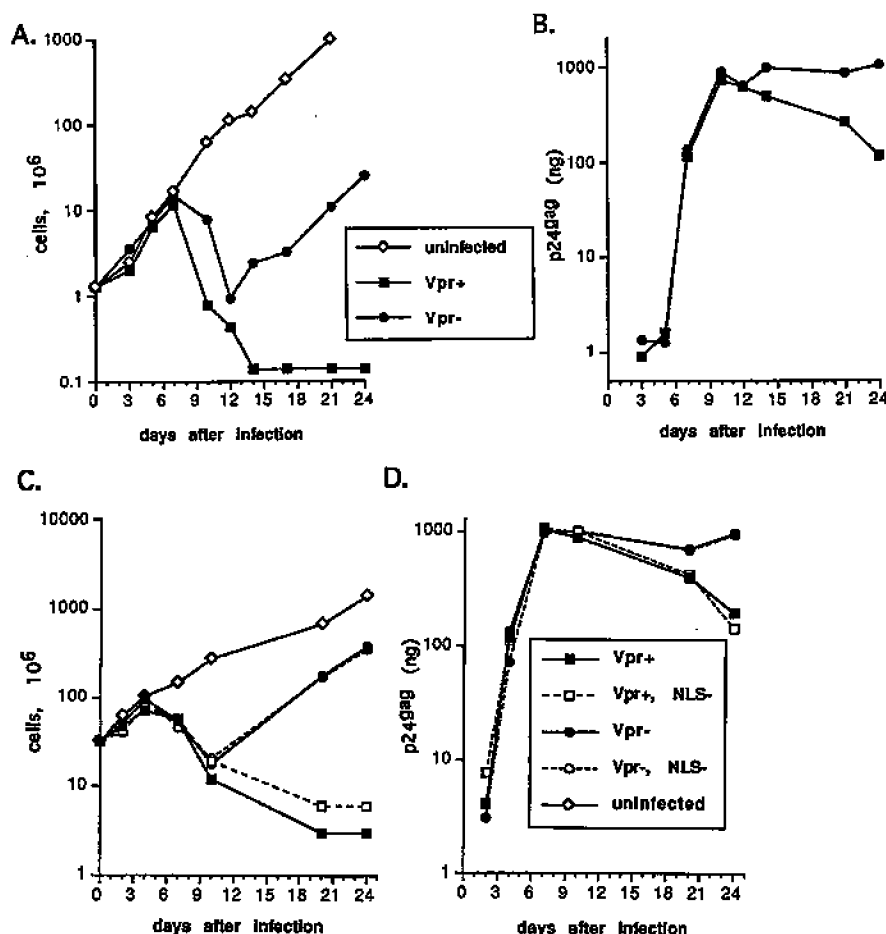 A.
1000
100
10
1
0.1
cells, 10⁶
0 3 6 9 12 15 18 21 24
days after infection
uninfected
Vpr+
Vpr-
B.
1000
100
10
1
p24gag (ng)
0 3 6 9 12 15 18 21 24
days after infection
C.
10000
1000
100
10
1
cells, 10⁶
0 3 6 9 12 15 18 21 24
days after infection
D.
1000
100
10
1
p24gag (ng)
0 3 6 9 12 15 18 21 24
days after infection
Vpr+
Vpr+, NLS-
Vpr-
Vpr-, NLS-
uninfected